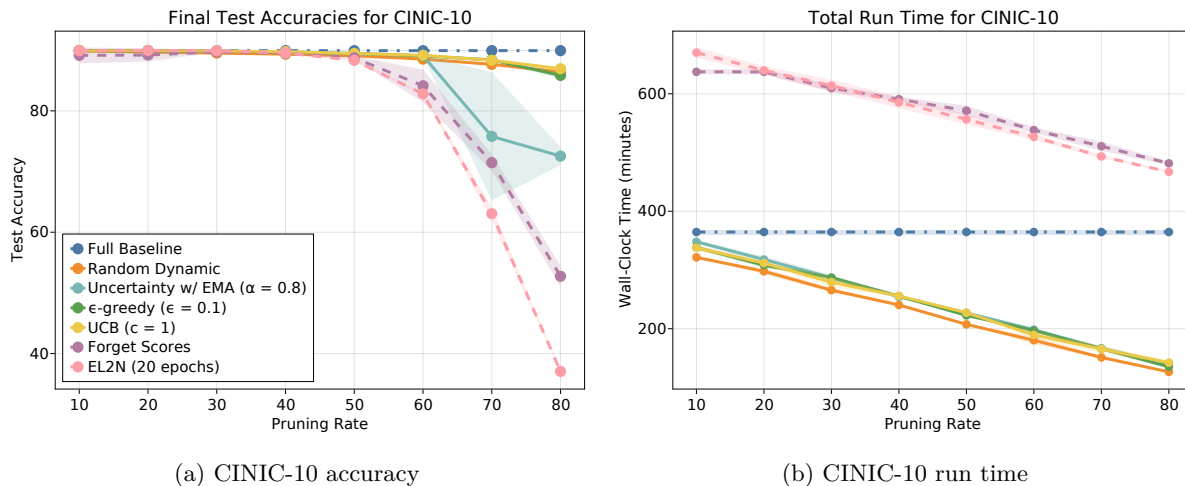 Final Test Accuracies for CINIC-10
Test Accuracy
80
60
40
Full Baseline
Random Dynamic
Uncertainty w/ EMA (α = 0.8)
ϵ-greedy (ϵ = 0.1)
UCB (c = 1)
Forget Scores
EL2N (20 epochs)
10 20 30 40 50 60 70 80
Pruning Rate
(a) CINIC-10 accuracy
Total Run Time for CINIC-10
Wall-Clock Time (minutes)
600
400
200
10 20 30 40 50 60 70 80
Pruning Rate
(b) CINIC-10 run time